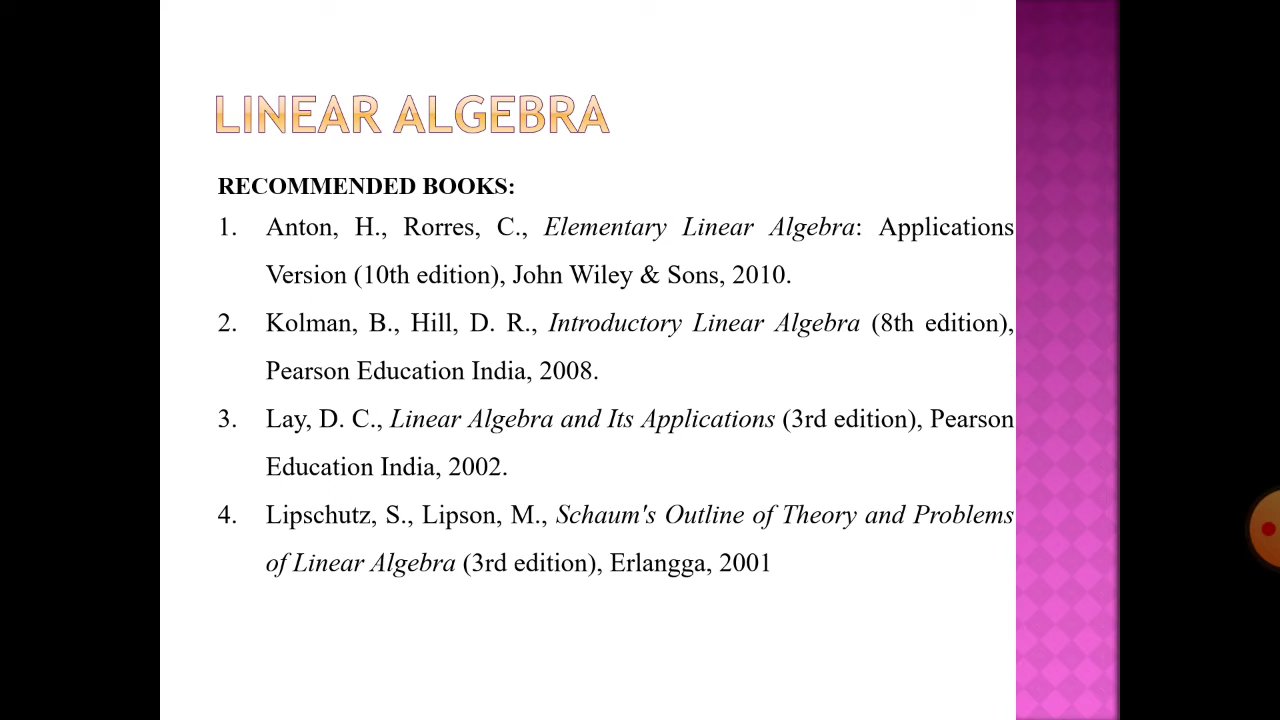 LINEAR ALGEBRA
RECOMMENDED BOOKS:
1. Anton, H., Rorres, C., Elementary Linear Algebra: Applications
Version (10th edition), John Wiley & Sons, 2010.
2. Kolman, B., Hill, D. R., Introductory Linear Algebra (8th edition),
Pearson Education India, 2008.
3. Lay, D. C., Linear Algebra and Its Applications (3rd edition), Pearson
Education India, 2002.
4. Lipschutz, S., Lipson, M., Schaum's Outline of Theory and Problems
of Linear Algebra (3rd edition), Erlangga, 2001